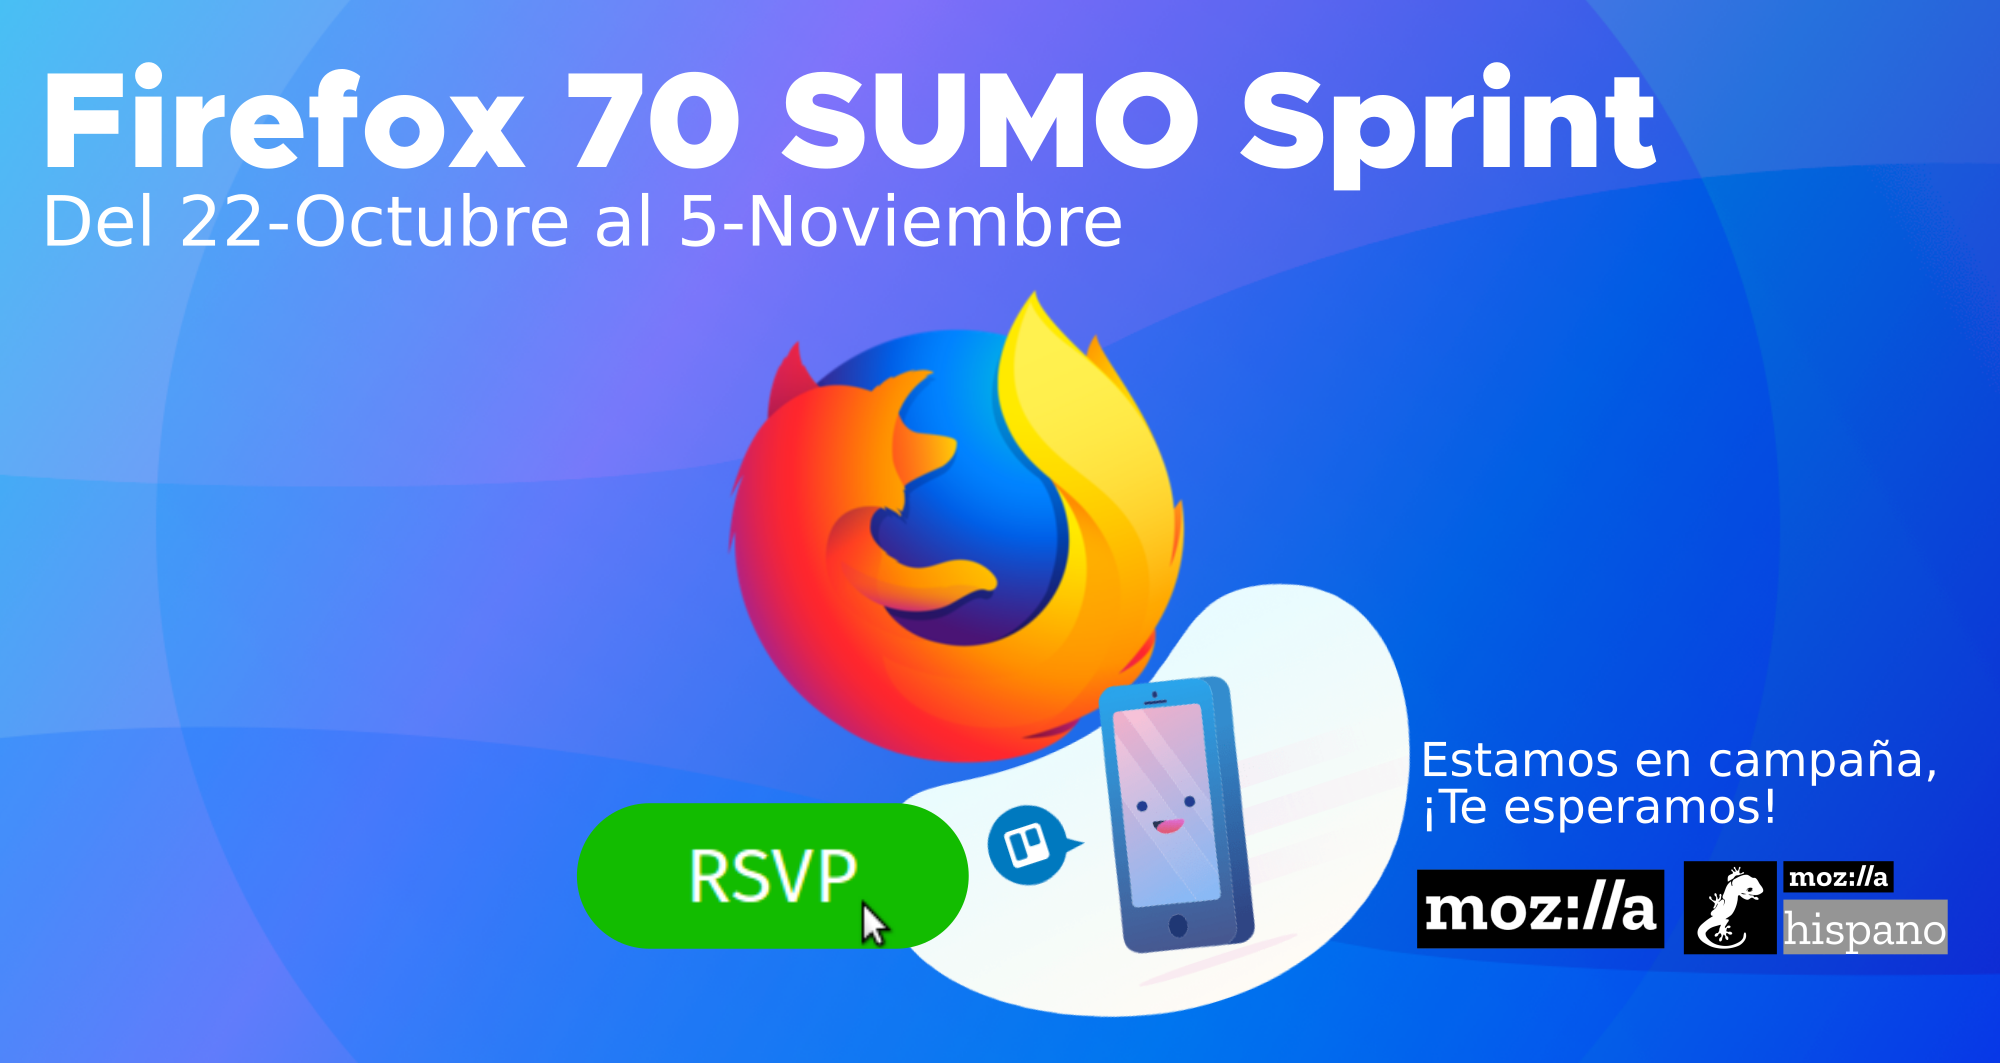 Firefox 70 SUMO Sprint
Del 22-Octubre al 5-Noviembre
RSVP
Estamos en campaña,
¡Te esperamos!
moz://a
moz://a
hispano